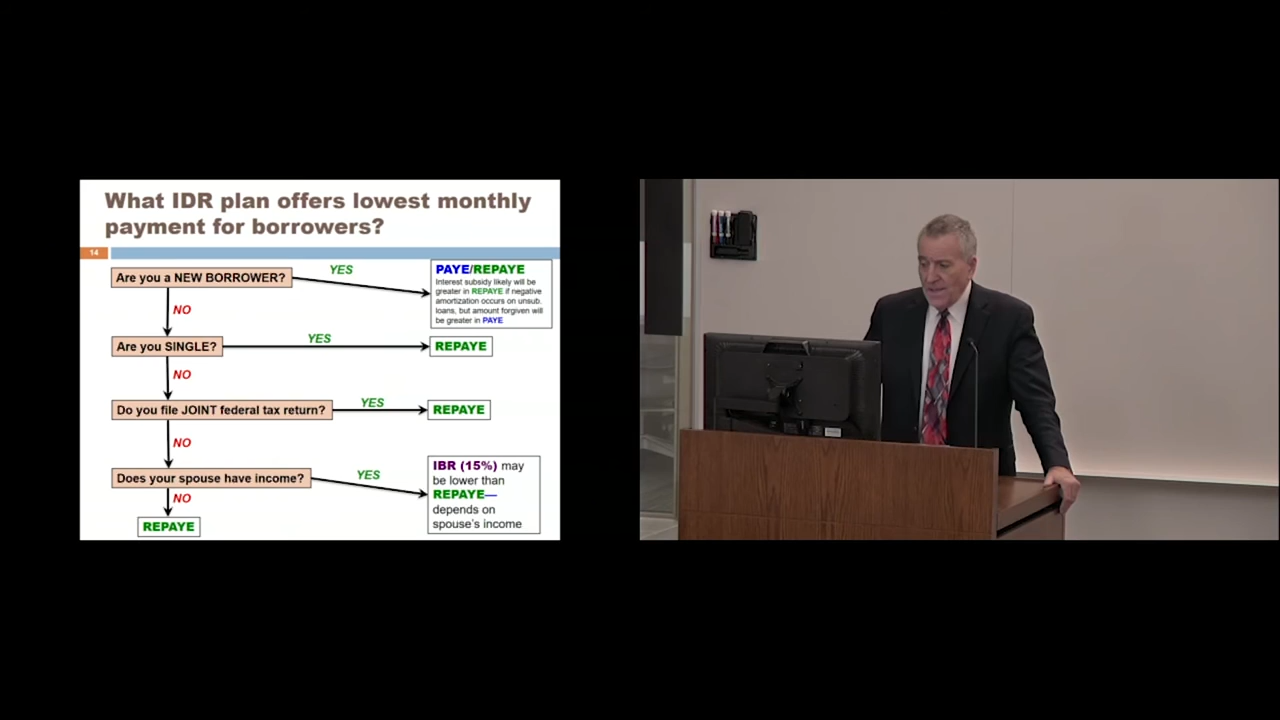 What IDR plan offers lowest monthly
payment for borrowers?
14
Are you a NEW BORROWER?
YES
PAYE/REPAYE
Interest subsidy likely will be
greater in REPAYE if negative
amortization occurs on unsub.
loans, but amount forgiven will
be greater in PAYE
NO
Are you SINGLE?
YES
REPAYE
NO
Do you file JOINT federal tax return?
YES
REPAYE
NO
Does your spouse have income?
YES
IBR (15%) may
be lower than
REPAYE—
depends on
spouse's income
NO
REPAYE